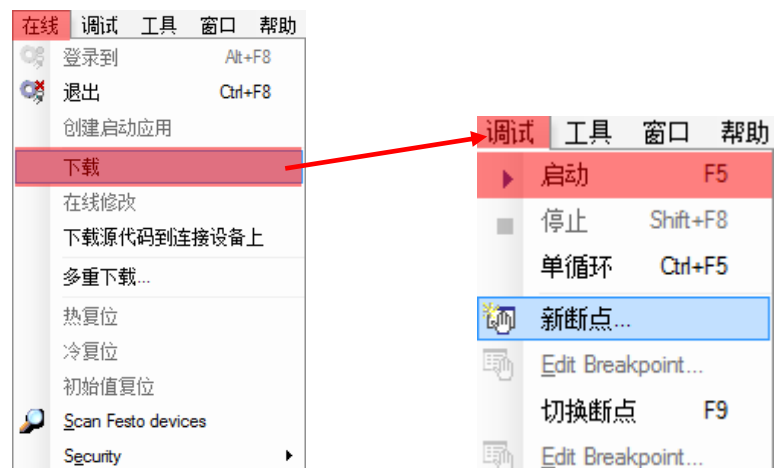 在线 调试 工具 窗口 帮助
登录到 Alt+F8
退出 Ctrl+F8
创建启动应用
下载
在线修改
下载源代码到连接设备上
多重下载...
热复位
冷复位
初始值复位
Scan Festo devices
Security
调试 工具 窗口 帮助
启动 F5
停止 Shift+F8
单循环 Ctrl+F5
新断点...
Edit Breakpoint...
切换断点 F9
Edit Breakpoint...